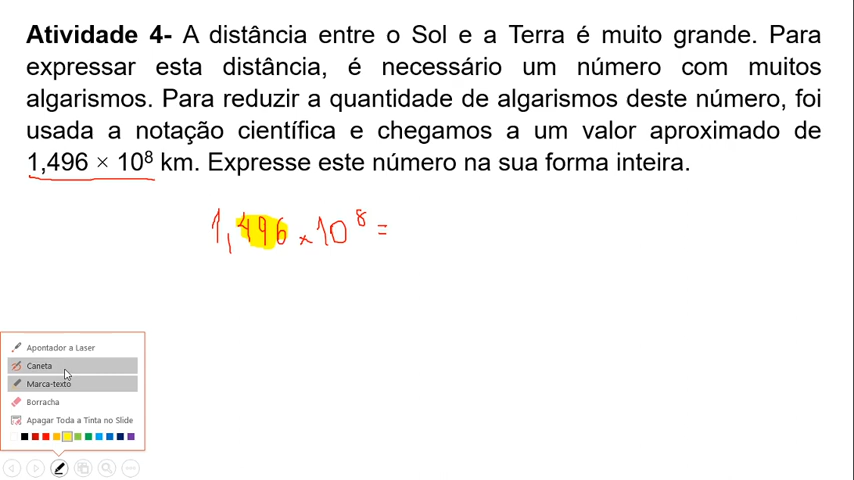 Atividade 4- A distância entre o Sol e a Terra é muito grande. Para
expressar esta distância, é necessário um número com muitos
algarismos. Para reduzir a quantidade de algarismos deste número, foi
usada a notação científica e chegamos a um valor aproximado de
1,496 × 10⁸ km. Expresse este número na sua forma inteira.
1,496 × 10⁸ =
Apontador a Laser
Caneta
Marca-texto
Borracha
Apagar Toda a Tinta no Slide